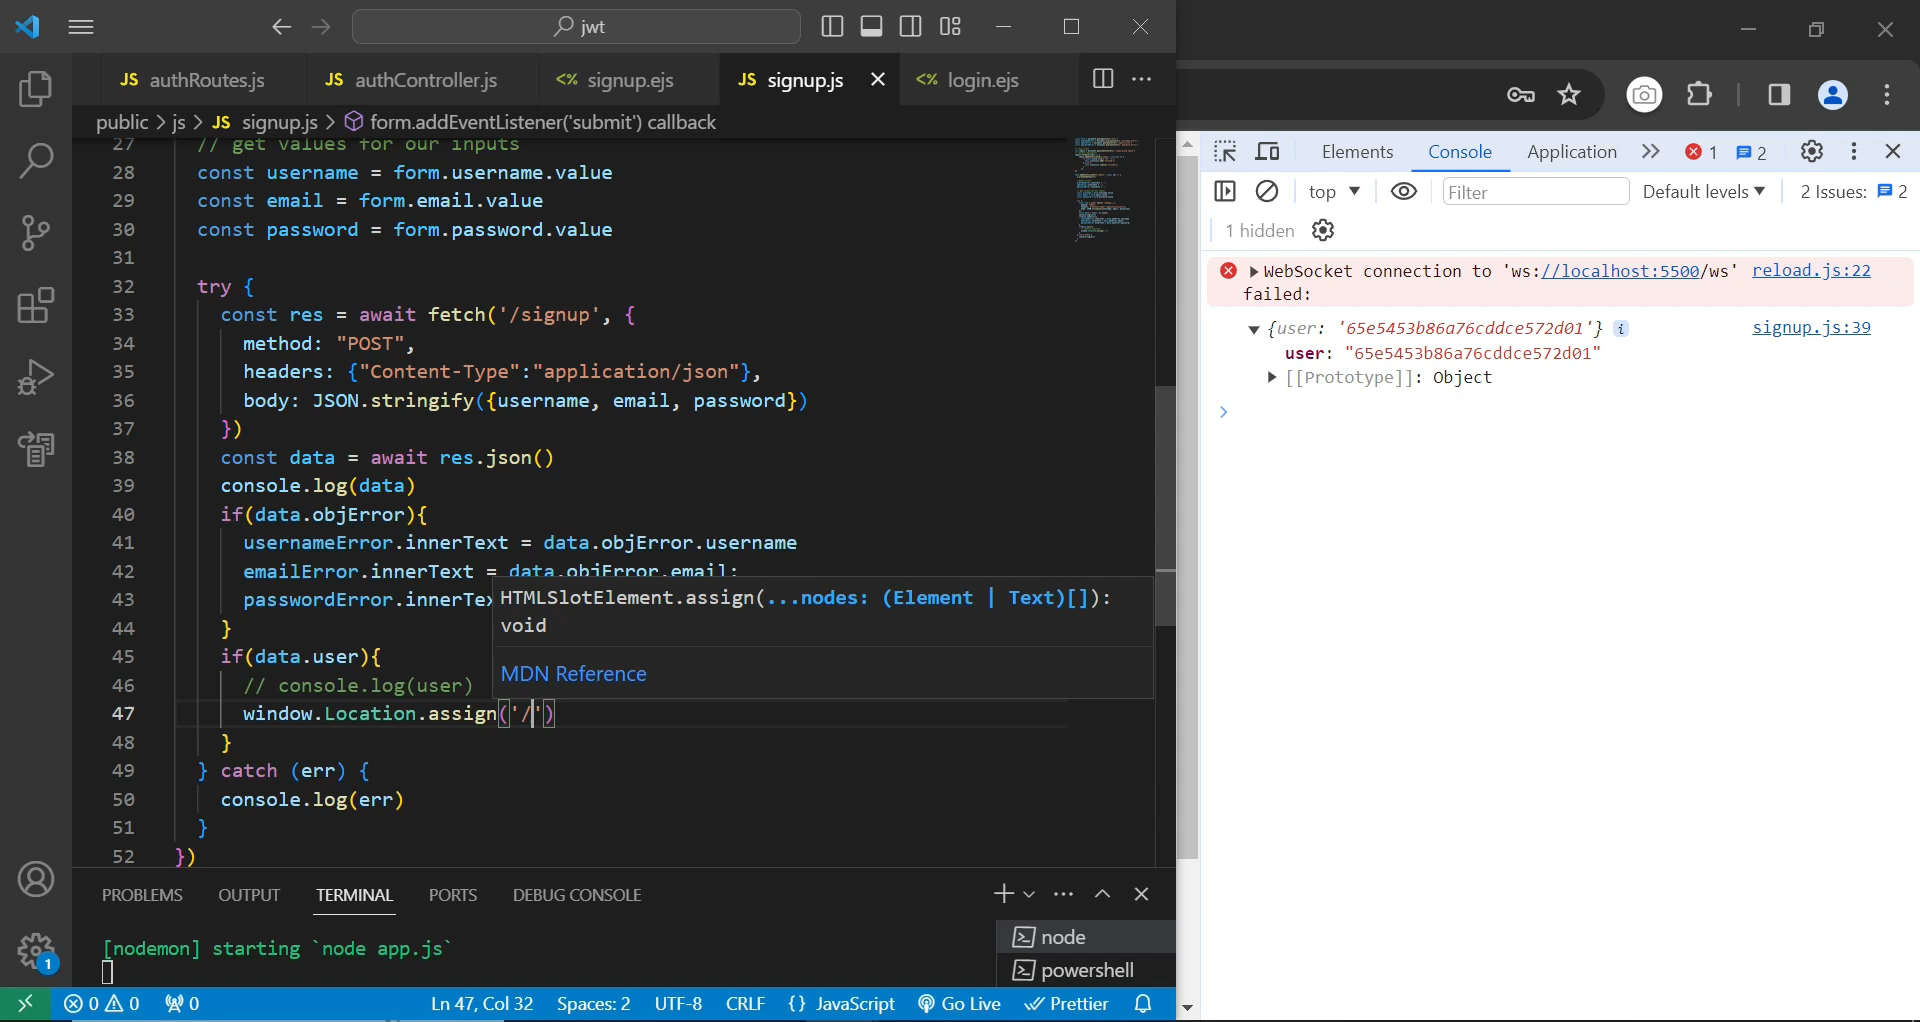 jwt
JS authRoutes.js
JS authController.js
<% signup.ejs
JS signup.js
<% login.ejs
public > js > JS signup.js > form.addEventListener('submit') callback
27 // get values for our inputs
28 const username = form.username.value
29 const email = form.email.value
30 const password = form.password.value
31
32 try {
33 const res = await fetch('/signup', {
34 method: "POST",
35 headers: {"Content-Type":"application/json"},
36 body: JSON.stringify({username, email, password})
37 })
38 const data = await res.json()
39 console.log(data)
40 if(data.objError){
41 usernameError.innerText = data.objError.username
42 emailError.innerText = data.objError.email;
43 passwordError.innerTex
HTMLSlotElement.assign(...nodes: (Element | Text)[]):
void
MDN Reference
44 }
45 if(data.user){
46 // console.log(user)
47 window.Location.assign('/')
48 }
49 } catch (err) {
50 console.log(err)
51 }
52 })
PROBLEMS OUTPUT TERMINAL PORTS DEBUG CONSOLE
[nodemon] starting `node app.js`
node
powershell
1
0 0 0 Ln 47, Col 32 Spaces: 2 UTF-8 CRLF {} JavaScript Go Live Prettier
Elements Console Application 1 2
top Filter Default levels 2 Issues: 2
1 hidden
WebSocket connection to 'ws://localhost:5500/ws' reload.js:22
failed:
{user: '65e5453b86a76cddce572d01'} i signup.js:39
user: "65e5453b86a76cddce572d01"
[[Prototype]]: Object